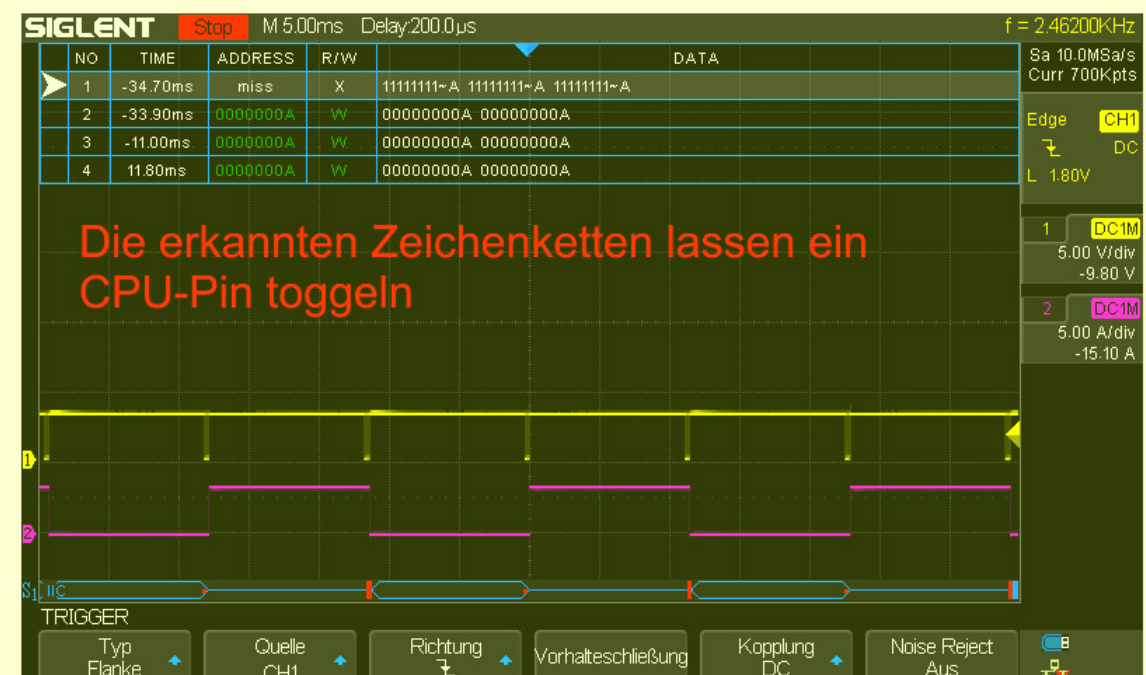 SIGLENT Stop M 5.00ms Delay:200.0µs f = 2.46200KHz
NO TIME ADDRESS R/W DATA
1 -34.70ms miss X 11111111~A 11111111~A 11111111~A
2 -33.90ms 0000000A W 00000000A 00000000A
3 -11.00ms 0000000A W 00000000A 00000000A
4 11.80ms 0000000A W 00000000A 00000000A
Sa 10.0MSa/s
Curr 700Kpts
Edge CH1
DC
L 1.80V
Die erkannten Zeichenketten lassen ein
CPU-Pin toggeln
1 DC1M
5.00 V/div
-9.80 V
2 DC1M
5.00 A/div
-15.10 A
1
2
S1 IIC
TRIGGER
Typ Quelle Richtung Vorhalteschließung Kopplung Noise Reject
Flanke CH1 DC Aus